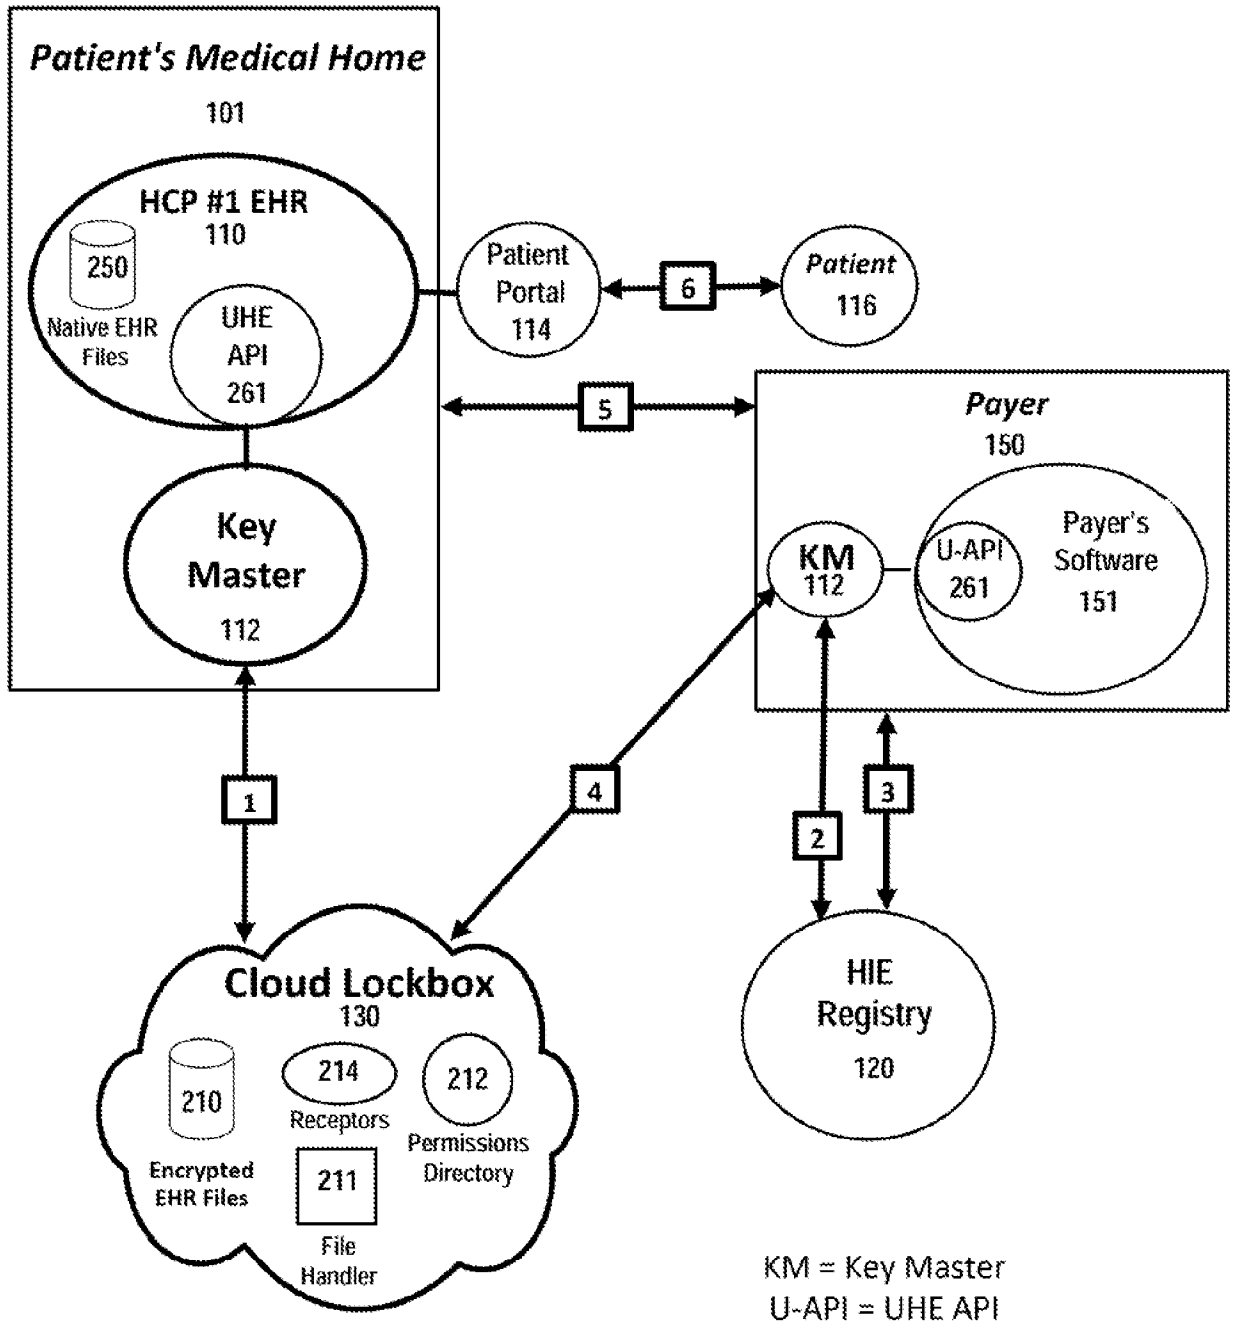 Patient's Medical Home
101
HCP #1 EHR
110
250
Native EHR
Files
UHE
API
261
Key
Master
112
Patient
Portal
114
6
Patient
116
5
Payer
150
KM
112
U-API
261
Payer's
Software
151
1
4
2
3
Cloud Lockbox
130
210
Encrypted
EHR Files
214
Receptors
212
Permissions
Directory
211
File
Handler
HIE
Registry
120
KM = Key Master
U-API = UHE API